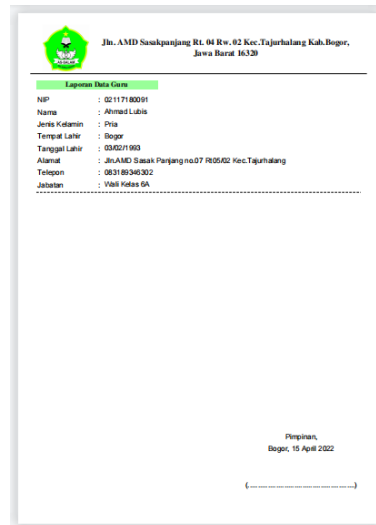 Jln. AMD Sasakpanjang Rt. 04 Rw. 02 Kec.Tajurhalang Kab.Bogor,
Jawa Barat 16320
Laporan Data Guru
NIP : 02117180091
Nama : Ahmad Lubis
Jenis Kelamin : Pria
Tempat Lahir : Bogor
Tanggal Lahir : 03/02/1993
Alamat : Jln.AMD Sasak Panjang no.07 Rt05/02 Kec.Tajurhalang
Telepon : 083189346302
Jabatan : Wali Kelas 6A
Pimpinan,
Bogor, 15 April 2022
(............................................)